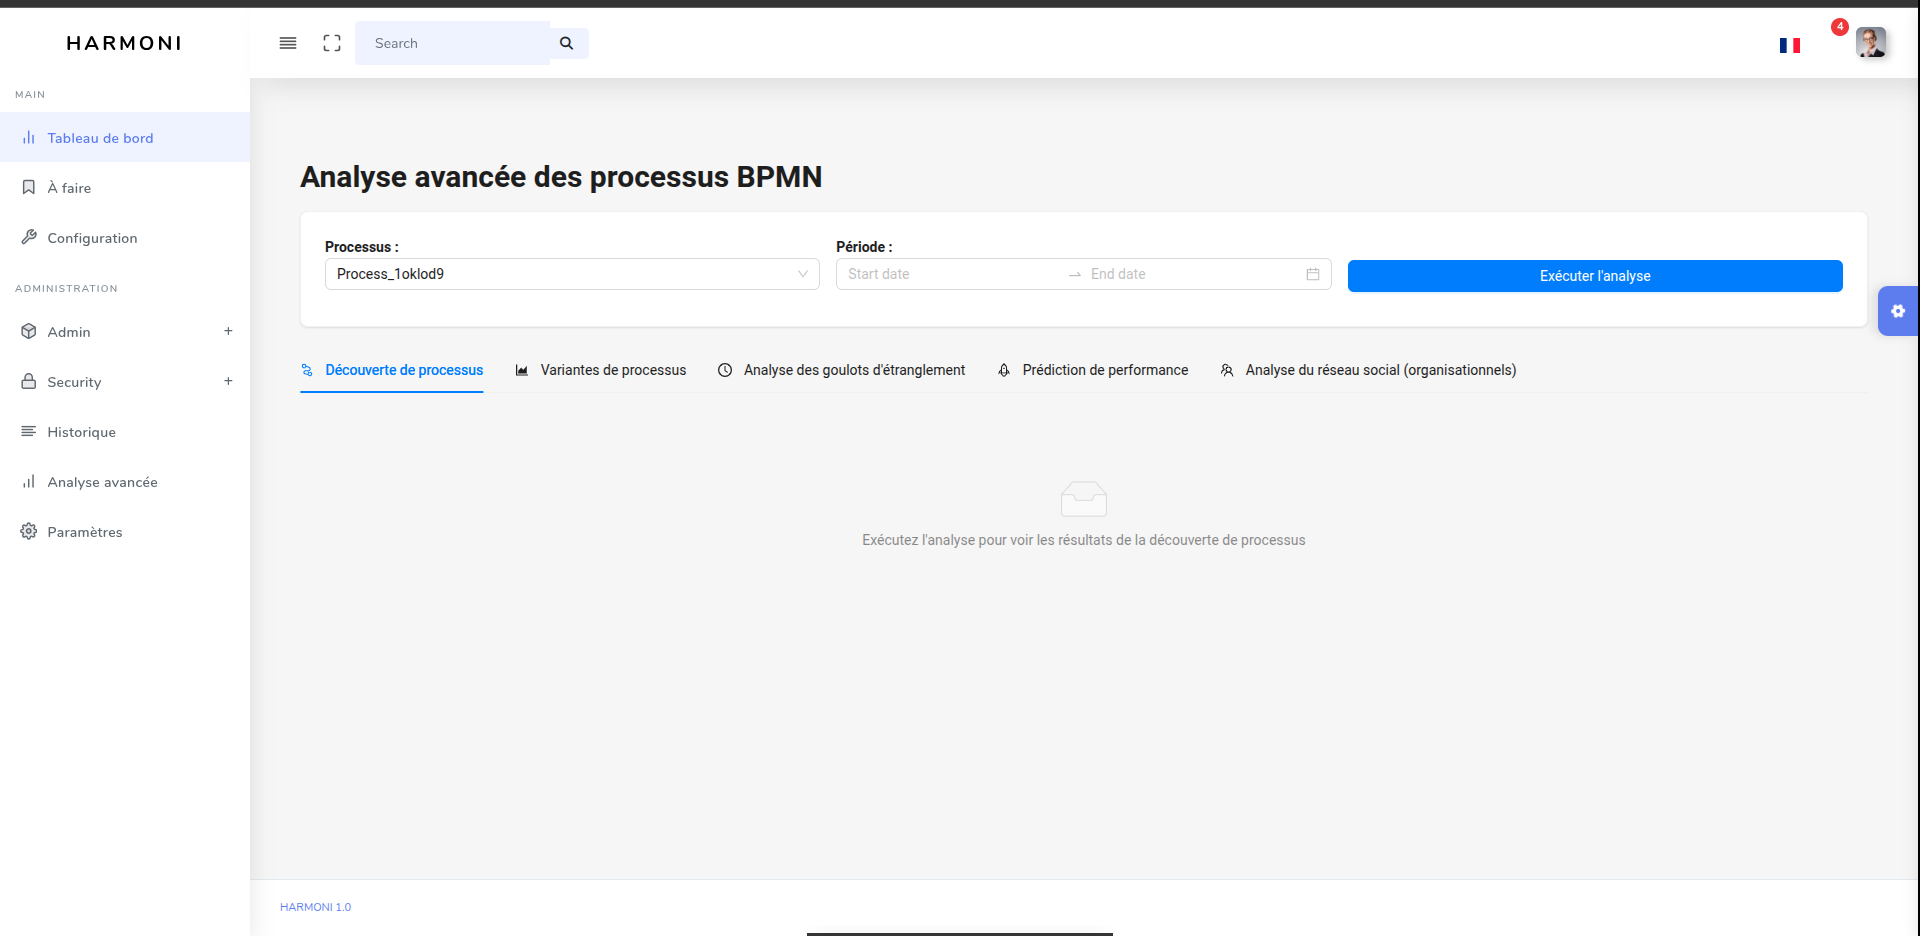 HARMONI
Search
4
MAIN
Tableau de bord
À faire
Configuration
ADMINISTRATION
Admin +
Security +
Historique
Analyse avancée
Paramètres
Analyse avancée des processus BPMN
Processus :
Process_1oklod9
Période :
Start date
End date
Exécuter l'analyse
Découverte de processus
Variantes de processus
Analyse des goulots d'étranglement
Prédiction de performance
Analyse du réseau social (organisationnels)
Exécutez l'analyse pour voir les résultats de la découverte de processus
HARMONI 1.0